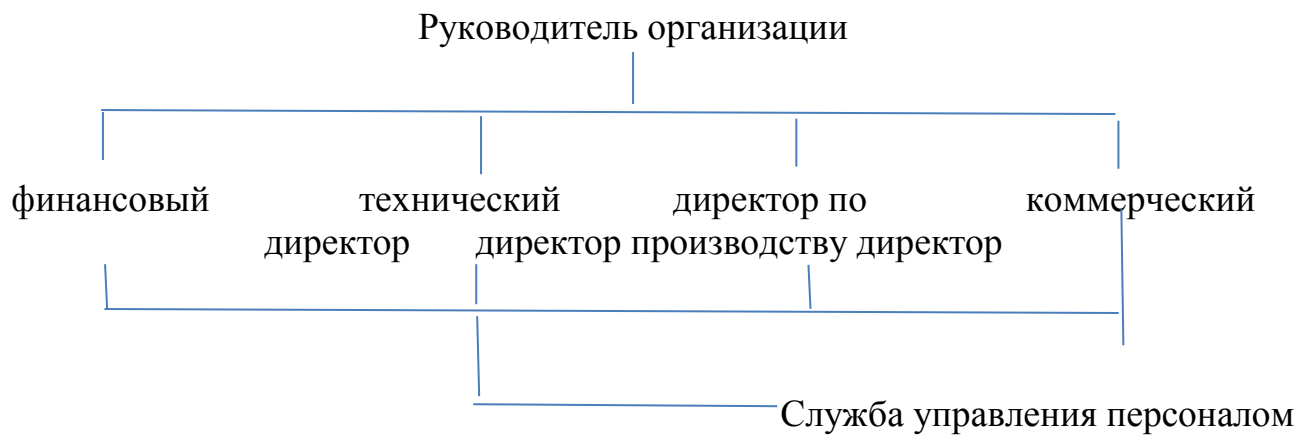 Руководитель организации
финансовый технический директор по коммерческий
директор директор производству директор
Служба управления персоналом